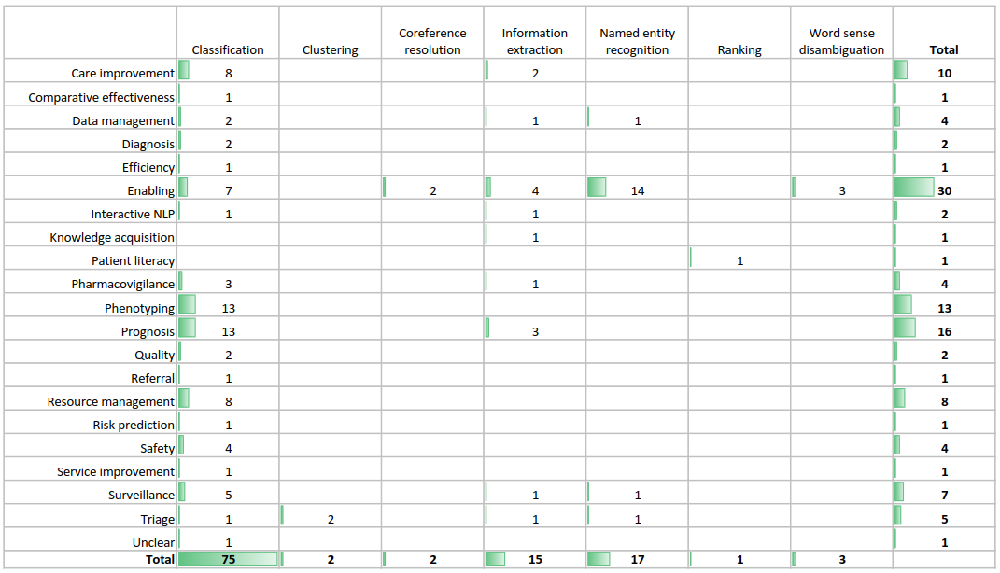 Classification Clustering Coreference resolution Information extraction Named entity recognition Ranking Word sense disambiguation Total
Care improvement 8 2 10
Comparative effectiveness 1 1
Data management 2 1 1 4
Diagnosis 2 2
Efficiency 1 1
Enabling 7 2 4 14 3 30
Interactive NLP 1 1 2
Knowledge acquisition 1 1
Patient literacy 1 1
Pharmacovigilance 3 1 4
Phenotyping 13 13
Prognosis 13 3 16
Quality 2 2
Referral 1 1
Resource management 8 8
Risk prediction 1 1
Safety 4 4
Service improvement 1 1
Surveillance 5 1 1 7
Triage 1 2 1 1 5
Unclear 1 1
Total 75 2 2 15 17 1 3